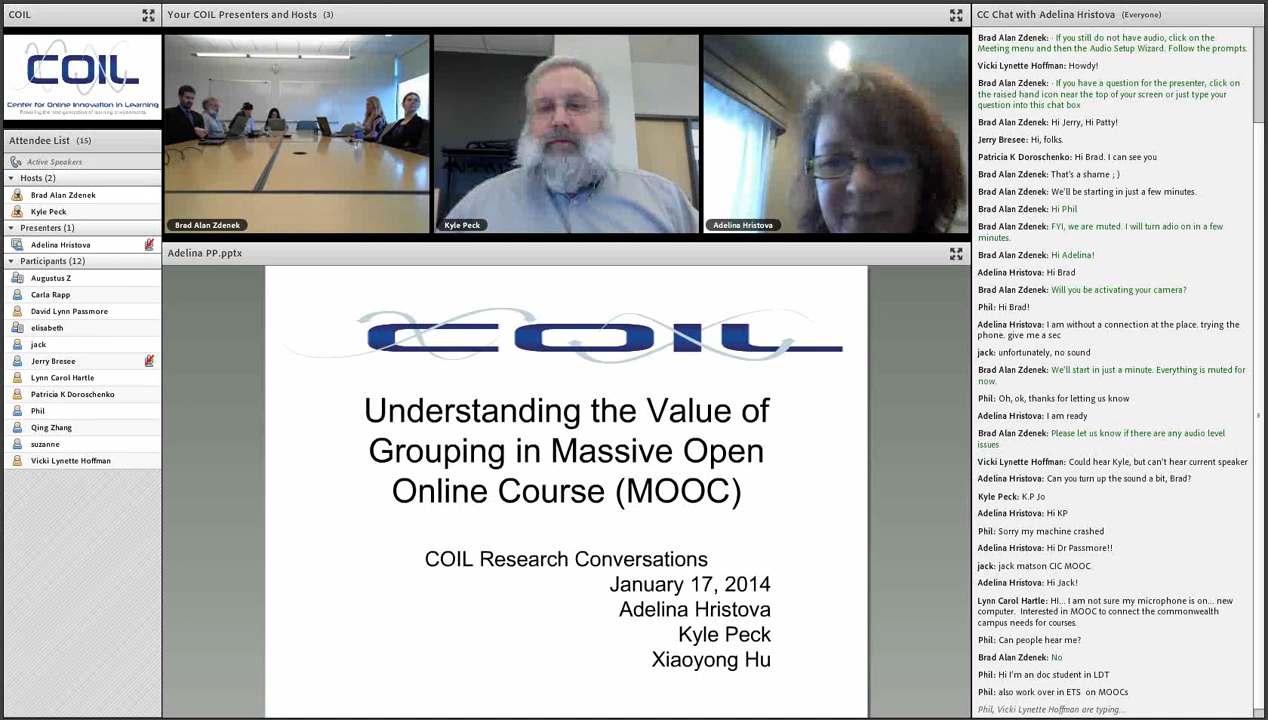 COIL
COIL
Center for Online Innovation in Learning
Powering the next generation of learning environments.
Attendee List (15)
Active Speakers
Hosts (2)
Brad Alan Zdenek
Kyle Peck
Presenters (1)
Adelina Hristova
Participants (12)
Augustus Z
Carla Rapp
David Lynn Passmore
elisabeth
jack
Jerry Bresee
Lynn Carol Hartle
Patricia K Doroschenko
Phil
Qing Zhang
suzanne
Vicki Lynette Hoffman
Your COIL Presenters and Hosts (3)
Brad Alan Zdenek
Kyle Peck
Adelina Hristova
Adelina PP.pptx
COIL
Understanding the Value of
Grouping in Massive Open
Online Course (MOOC)
COIL Research Conversations
January 17, 2014
Adelina Hristova
Kyle Peck
Xiaoyong Hu
CC Chat with Adelina Hristova (Everyone)
Brad Alan Zdenek: - If you still do not have audio, click on the
Meeting menu and then the Audio Setup Wizard. Follow the prompts.
Vicki Lynette Hoffman: Howdy!
Brad Alan Zdenek: - If you have a question for the presenter, click on
the raised hand icon near the top of your screen or just type your
question into this chat box
Brad Alan Zdenek: Hi Jerry, Hi Patty!
Jerry Bresee: Hi, folks.
Patricia K Doroschenko: Hi Brad. I can see you
Brad Alan Zdenek: That's a shame ; )
Brad Alan Zdenek: We'll be starting in just a few minutes.
Brad Alan Zdenek: Hi Phil
Brad Alan Zdenek: FYI, we are muted. I will turn adio on in a few
minutes.
Brad Alan Zdenek: Hi Adelina!
Adelina Hristova: Hi Brad
Brad Alan Zdenek: Will you be activating your camera?
Phil: Hi Brad!
Adelina Hristova: I am without a connection at the place. trying the
phone. give me a sec
jack: unfortunately, no sound
Brad Alan Zdenek: We'll start in just a minute. Everything is muted for
now.
Phil: Oh, ok, thanks for letting us know
Adelina Hristova: I am ready
Brad Alan Zdenek: Please let us know if there are any audio level
issues
Vicki Lynette Hoffman: Could hear Kyle, but can't hear current speaker
Adelina Hristova: Can you turn up the sound a bit, Brad?
Kyle Peck: K.P Jo
Adelina Hristova: Hi KP
Phil: Sorry my machine crashed
Adelina Hristova: Hi Dr Passmore!!
jack: jack matson CIC MOOC
Adelina Hristova: Hi Jack!
Lynn Carol Hartle: HI... I am not sure my microphone is on... new
computer. Interested in MOOC to connect the commonwealth
campus needs for courses.
Phil: Can people hear me?
Brad Alan Zdenek: No
Phil: Hi I'm an doc student in LDT
Phil: also work over in ETS on MOOCs
Phil, Vicki Lynette Hoffman are typing...